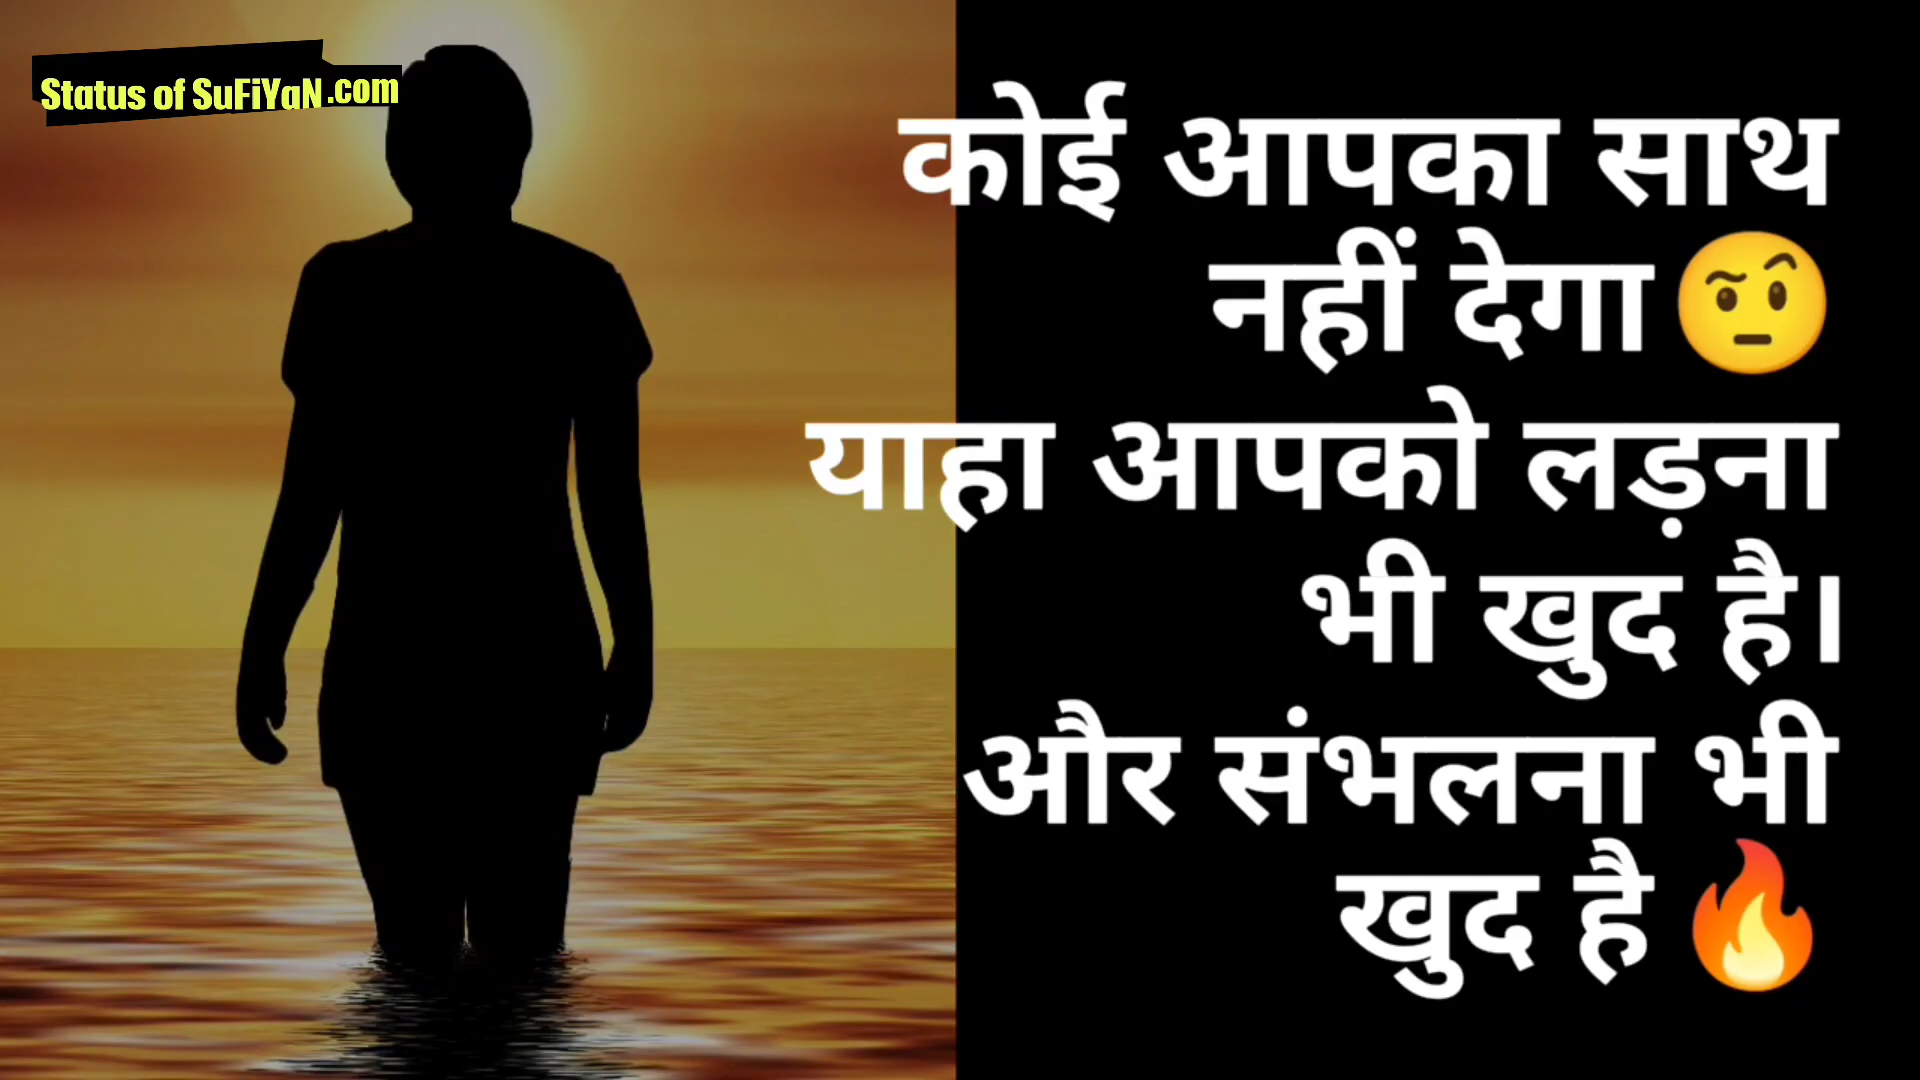 Status of SuFiYaN.com
कोई आपका साथ
नहीं देगा🤨
याहा आपको लड़ना
भी खुद है।
और संभलना भी
खुद है🔥